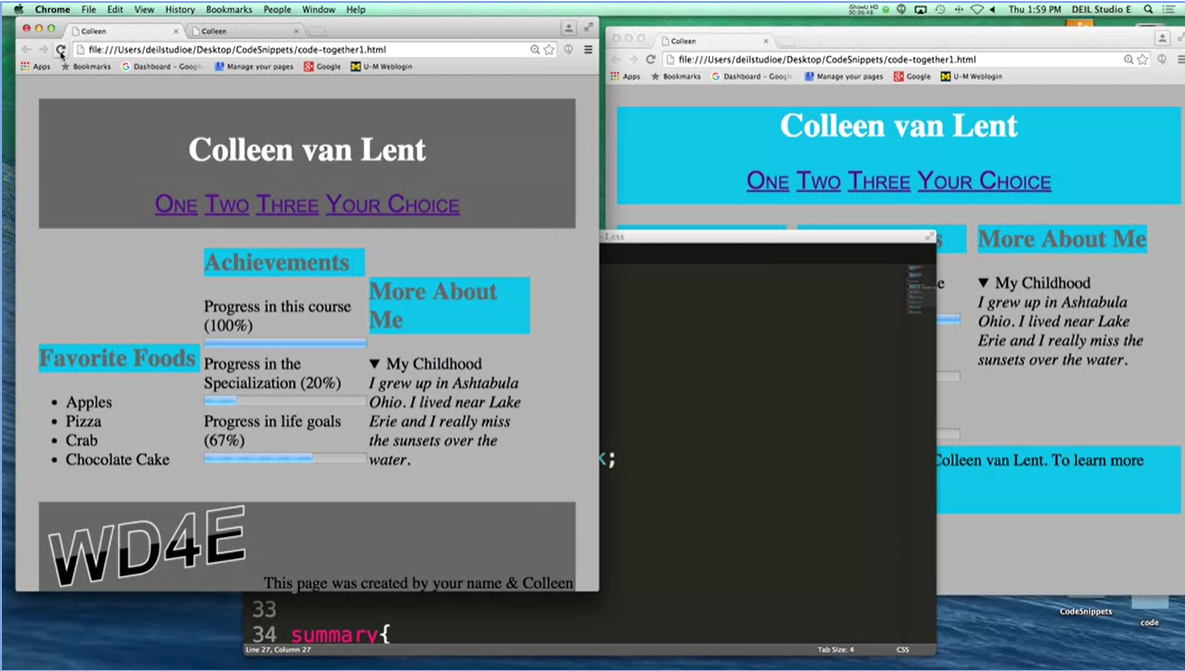 Chrome File Edit View History Bookmarks People Window Help
Thu 1:59 PM DEIL Studio E
Colleen
Colleen
file:///Users/deilstudioe/Desktop/CodeSnippets/code-together1.html
Apps Bookmarks Dashboard – Google Manage your pages Google U-M Weblogin
Colleen van Lent
One Two Three Your Choice
Favorite Foods
Apples
Pizza
Crab
Chocolate Cake
Achievements
Progress in this course
(100%)
Progress in the
Specialization (20%)
Progress in life goals
(67%)
More About
Me
▼ My Childhood
I grew up in Ashtabula
Ohio. I lived near Lake
Erie and I really miss
the sunsets over the
water.
WD4E
This page was created by your name & Colleen
Colleen
file:///Users/deilstudioe/Desktop/CodeSnippets/code-together1.html
Apps Bookmarks Dashboard – Google Manage your pages Google U-M Weblogin
Colleen van Lent
One Two Three Your Choice
s
More About Me
e
▼ My Childhood
I grew up in Ashtabula
Ohio. I lived near Lake
Erie and I really miss the
sunsets over the water.
Colleen van Lent. To learn more
-1.css
;
33
34 summary{
Line 27, Column 27 Tab Size: 4 CSS
CodeSnippets
code